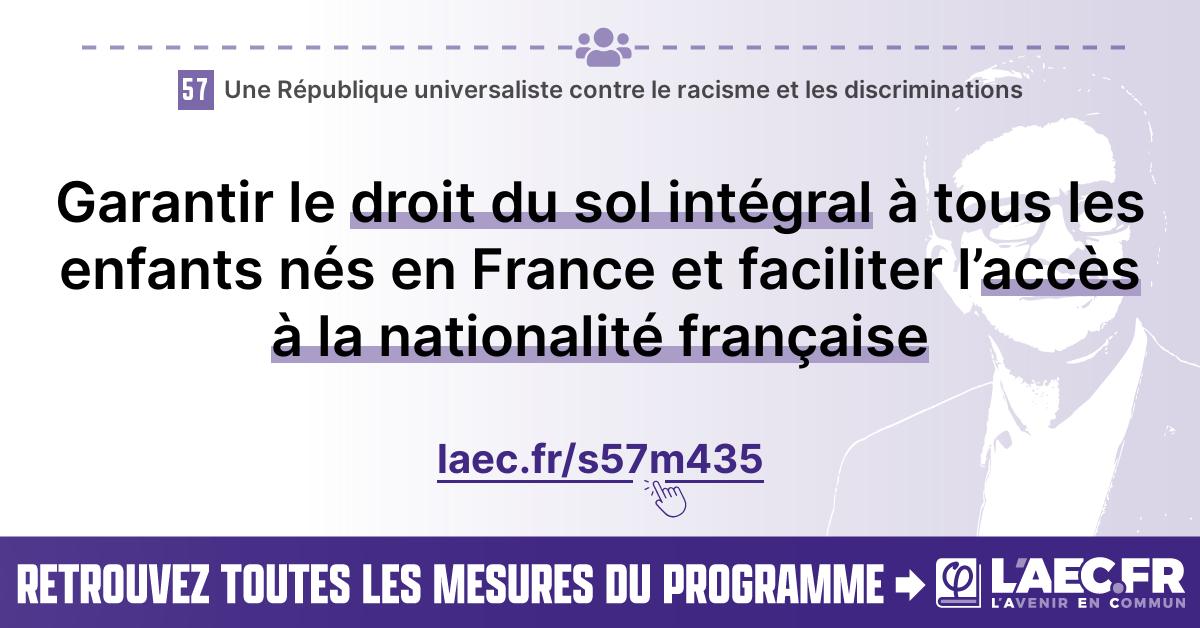 57 Une République universaliste contre le racisme et les discriminations
Garantir le droit du sol intégral à tous les
enfants nés en France et faciliter l’accès
à la nationalité française
laec.fr/s57m435
RETROUVEZ TOUTES LES MESURES DU PROGRAMME
φ L'AEC.FR
L'AVENIR EN COMMUN